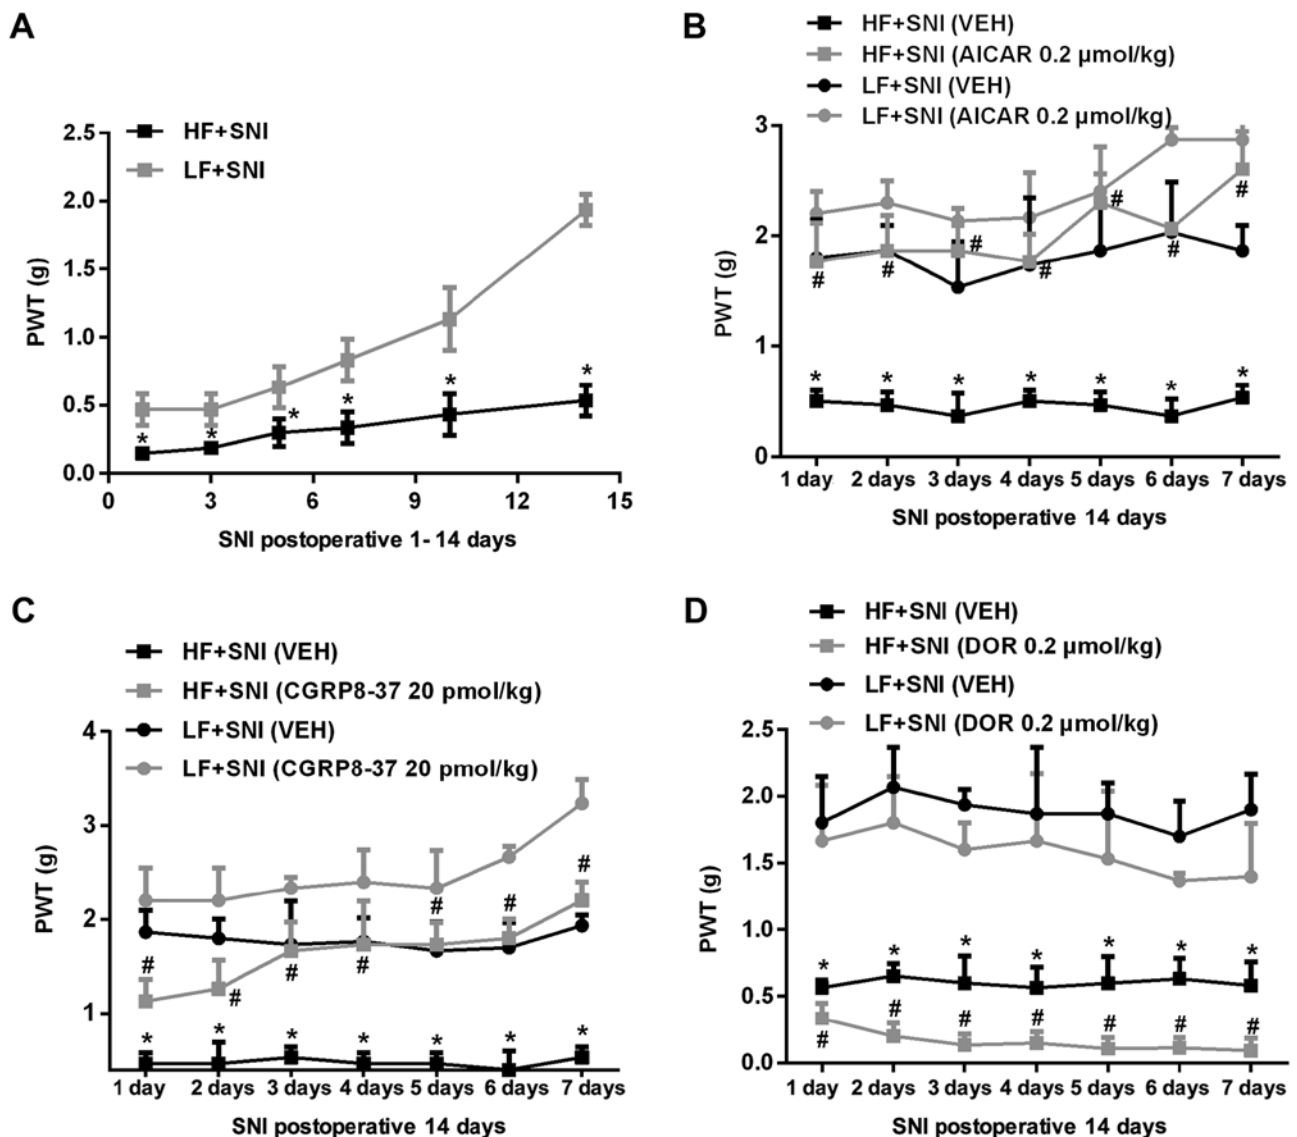 A
HF+SNI
LF+SNI
2.5
2.0
1.5
1.0
0.5
0.0
PWT (g)
* * * * * *
0 3 6 9 12 15
SNI postoperative 1-14 days
B
HF+SNI (VEH)
HF+SNI (AICAR 0.2 μmol/kg)
LF+SNI (VEH)
LF+SNI (AICAR 0.2 μmol/kg)
3
2
1
0
PWT (g)
# # # # # # #
* * * * * * *
1 day 2 days 3 days 4 days 5 days 6 days 7 days
SNI postoperative 14 days
C
HF+SNI (VEH)
HF+SNI (CGRP8-37 20 pmol/kg)
LF+SNI (VEH)
LF+SNI (CGRP8-37 20 pmol/kg)
4
3
2
1
PWT (g)
# # # # # # #
* * * * * * *
1 day 2 days 3 days 4 days 5 days 6 days 7 days
SNI postoperative 14 days
D
HF+SNI (VEH)
HF+SNI (DOR 0.2 μmol/kg)
LF+SNI (VEH)
LF+SNI (DOR 0.2 μmol/kg)
2.5
2.0
1.5
1.0
0.5
0.0
PWT (g)
* * * * * * *
# # # # # # #
1 day 2 days 3 days 4 days 5 days 6 days 7 days
SNI postoperative 14 days